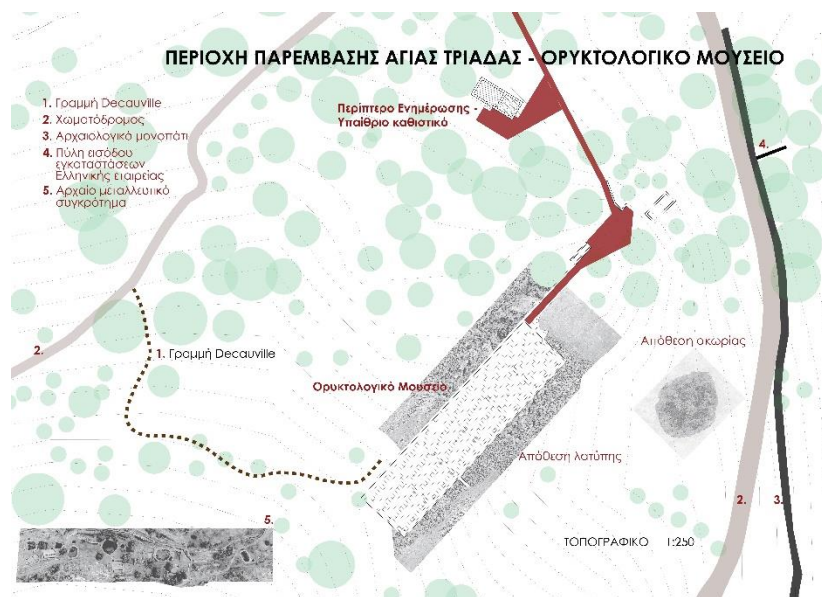 ΠΕΡΙΟΧΗ ΠΑΡΕΜΒΑΣΗΣ ΑΓΙΑΣ ΤΡΙΑΔΑΣ - ΟΡΥΚΤΟΛΟΓΙΚΟ ΜΟΥΣΕΙΟ
1. Γραμμή Decauville
2. Χωματόδρομος
3. Αρχαιολογικό μονοπάτι
4. Πύλη εισόδου
εγκαταστάσεων
Ελληνικής εταιρείας
5. Αρχαίο μεταλλευτικό
συγκρότημα
Περίπτερο Ενημέρωσης -
Υπαίθριο καθιστικό
4.
2.
1. Γραμμή Decauville
Απόθεση σκωρίας
Ορυκτολογικό Μουσείο
Απόθεση λατύπης
2.
3.
5.
ΤΟΠΟΓΡΑΦΙΚΟ 1:250